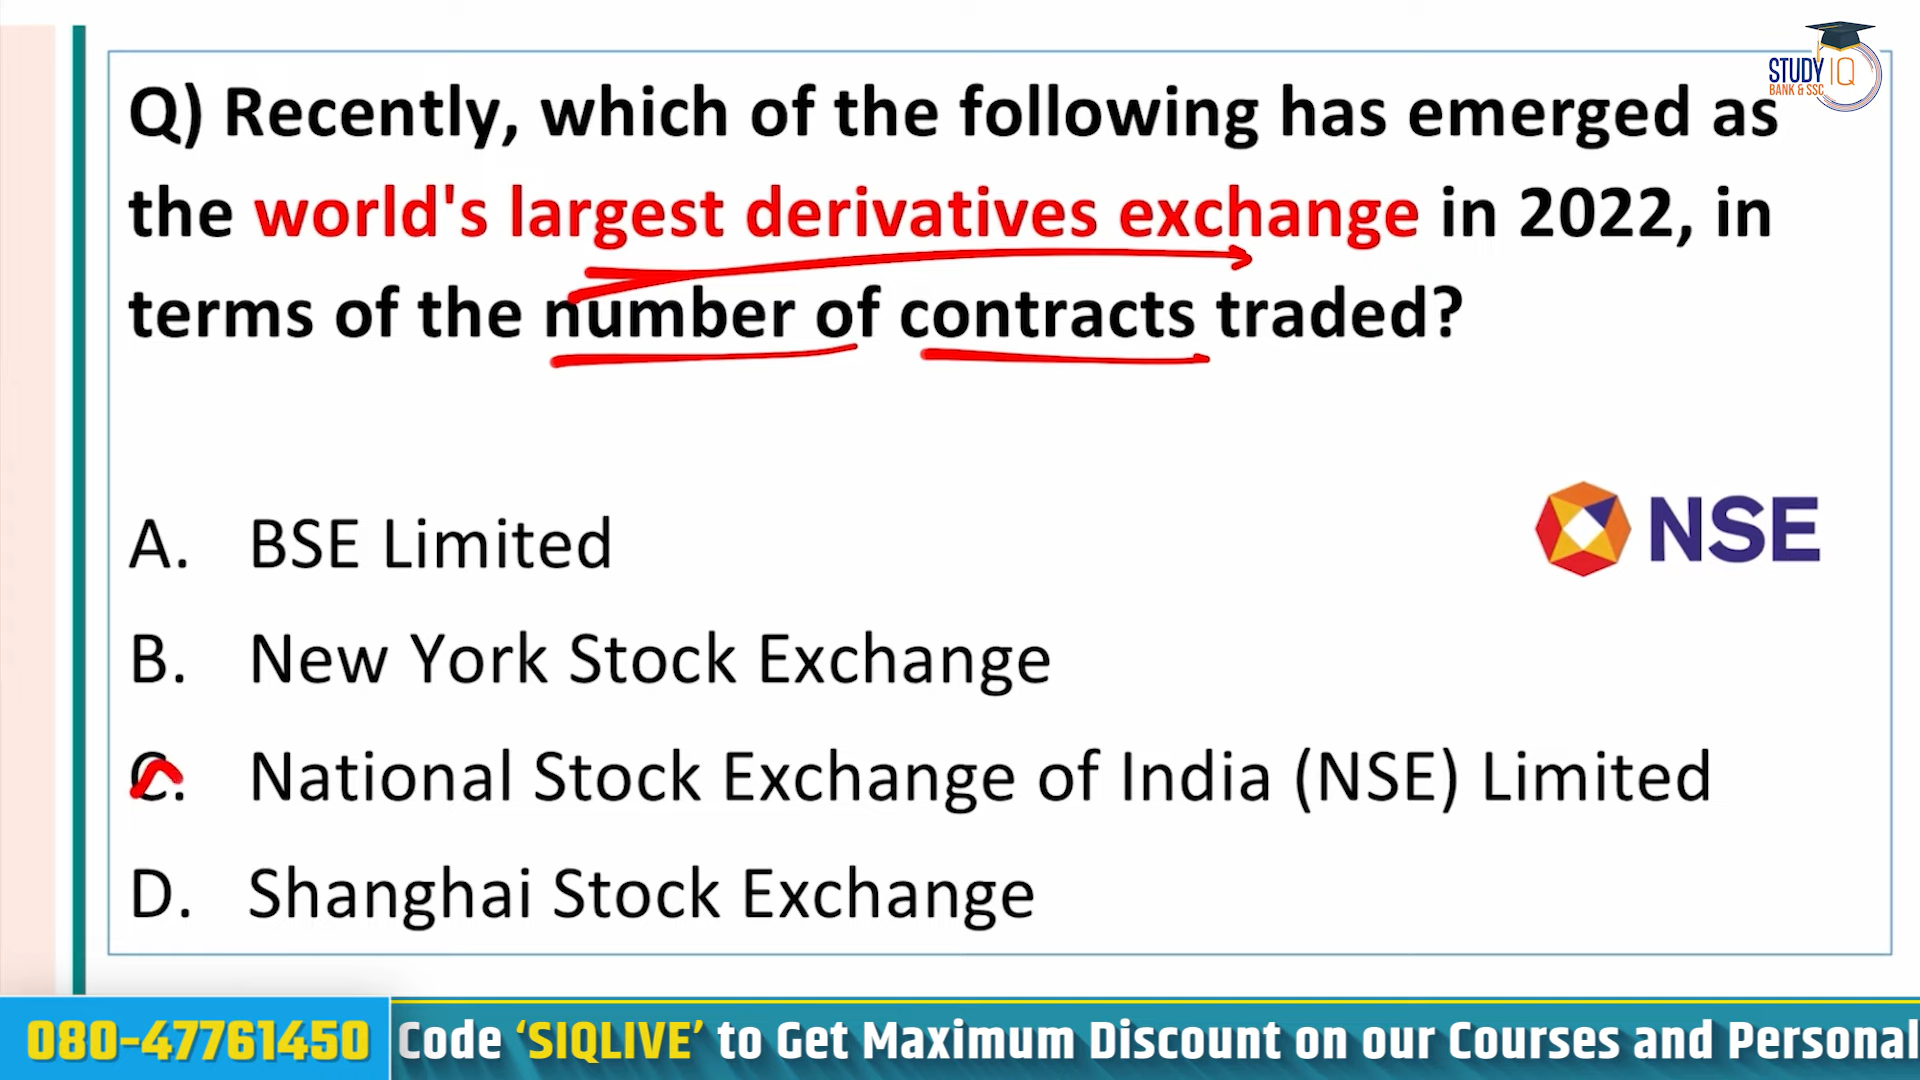 STUDY IQ
BANK & SSC
Q) Recently, which of the following has emerged as
the world's largest derivatives exchange in 2022, in
terms of the number of contracts traded?
NSE
A. BSE Limited
B. New York Stock Exchange
C. National Stock Exchange of India (NSE) Limited
D. Shanghai Stock Exchange
080-47761450 Code ‘SIQLIVE’ to Get Maximum Discount on our Courses and Personal